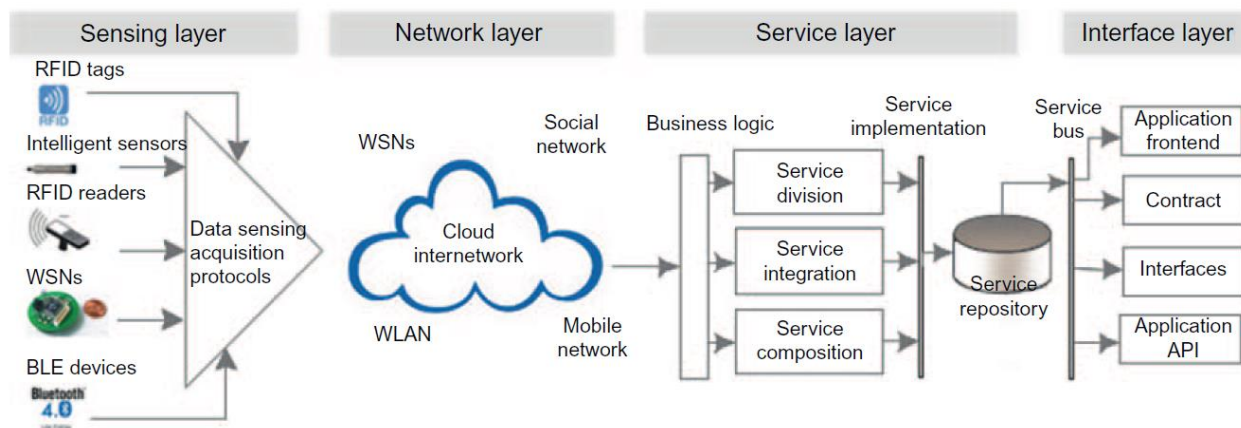 Sensing layer
Network layer
Service layer
Interface layer
RFID tags
RFID
Intelligent sensors
RFID readers
WSNs
BLE devices
Bluetooth
4.0
Data sensing
acquisition
protocols
WSNs
Social
network
Cloud
internetwork
WLAN
Mobile
network
Business logic
Service
division
Service
integration
Service
composition
Service
implementation
Service
repository
Service
bus
Application
frontend
Contract
Interfaces
Application
API